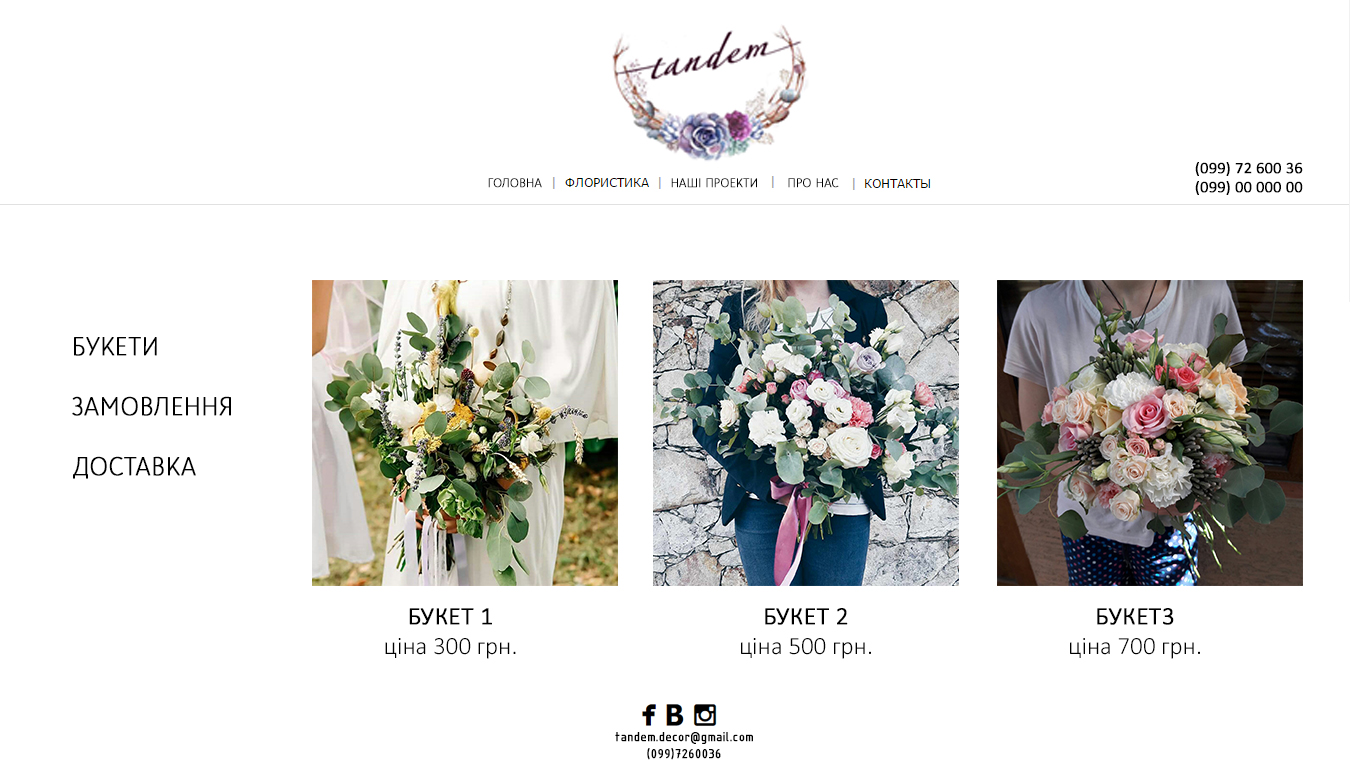 tandem
ГОЛОВНА | ФЛОРИСТИКА | НАШІ ПРОЕКТИ | ПРО НАС | КОНТАКТЫ
(099) 72 600 36
(099) 00 000 00
БУКЕТИ
ЗАМОВЛЕННЯ
ДОСТАВКА
БУКЕТ 1
ціна 300 грн.
БУКЕТ 2
ціна 500 грн.
БУКЕТ3
ціна 700 грн.
f B
tandem.decor@gmail.com
(099)7260036